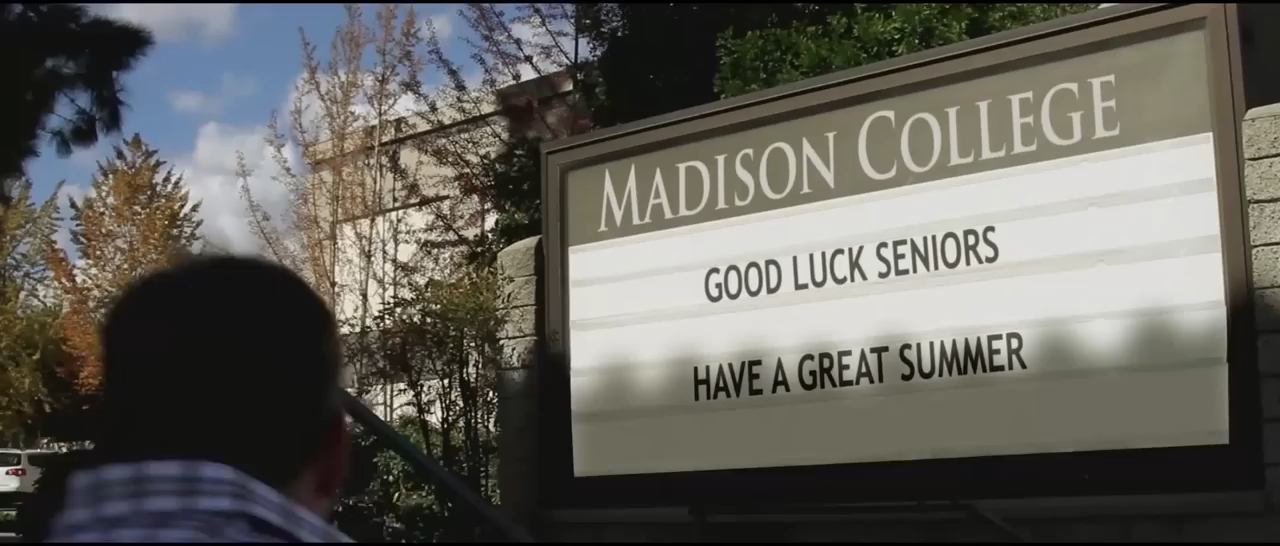 MADISON COLLEGE
GOOD LUCK SENIORS
HAVE A GREAT SUMMER